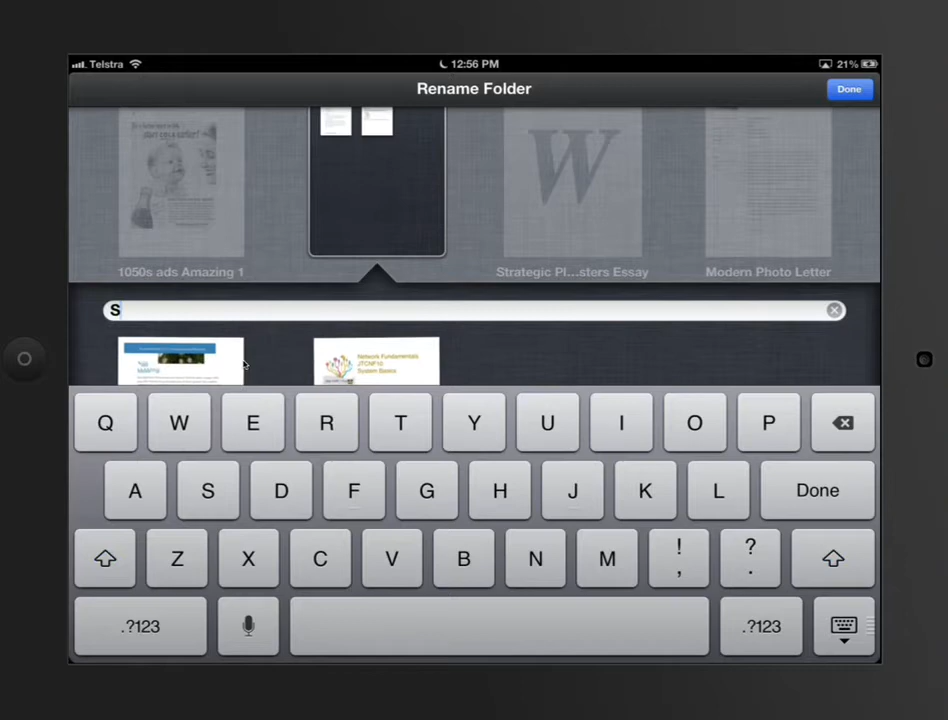 Telstra 12:56 PM 21%
Rename Folder Done
W
1050s ads Amazing 1 Strategic Pl...sters Essay Modern Photo Letter
S
Network Fundamentals
JTCNF10
System Basics
Q W E R T Y U I O P
A S D F G H J K L Done
Z X C V B N M ! , ? .
.?123 .?123